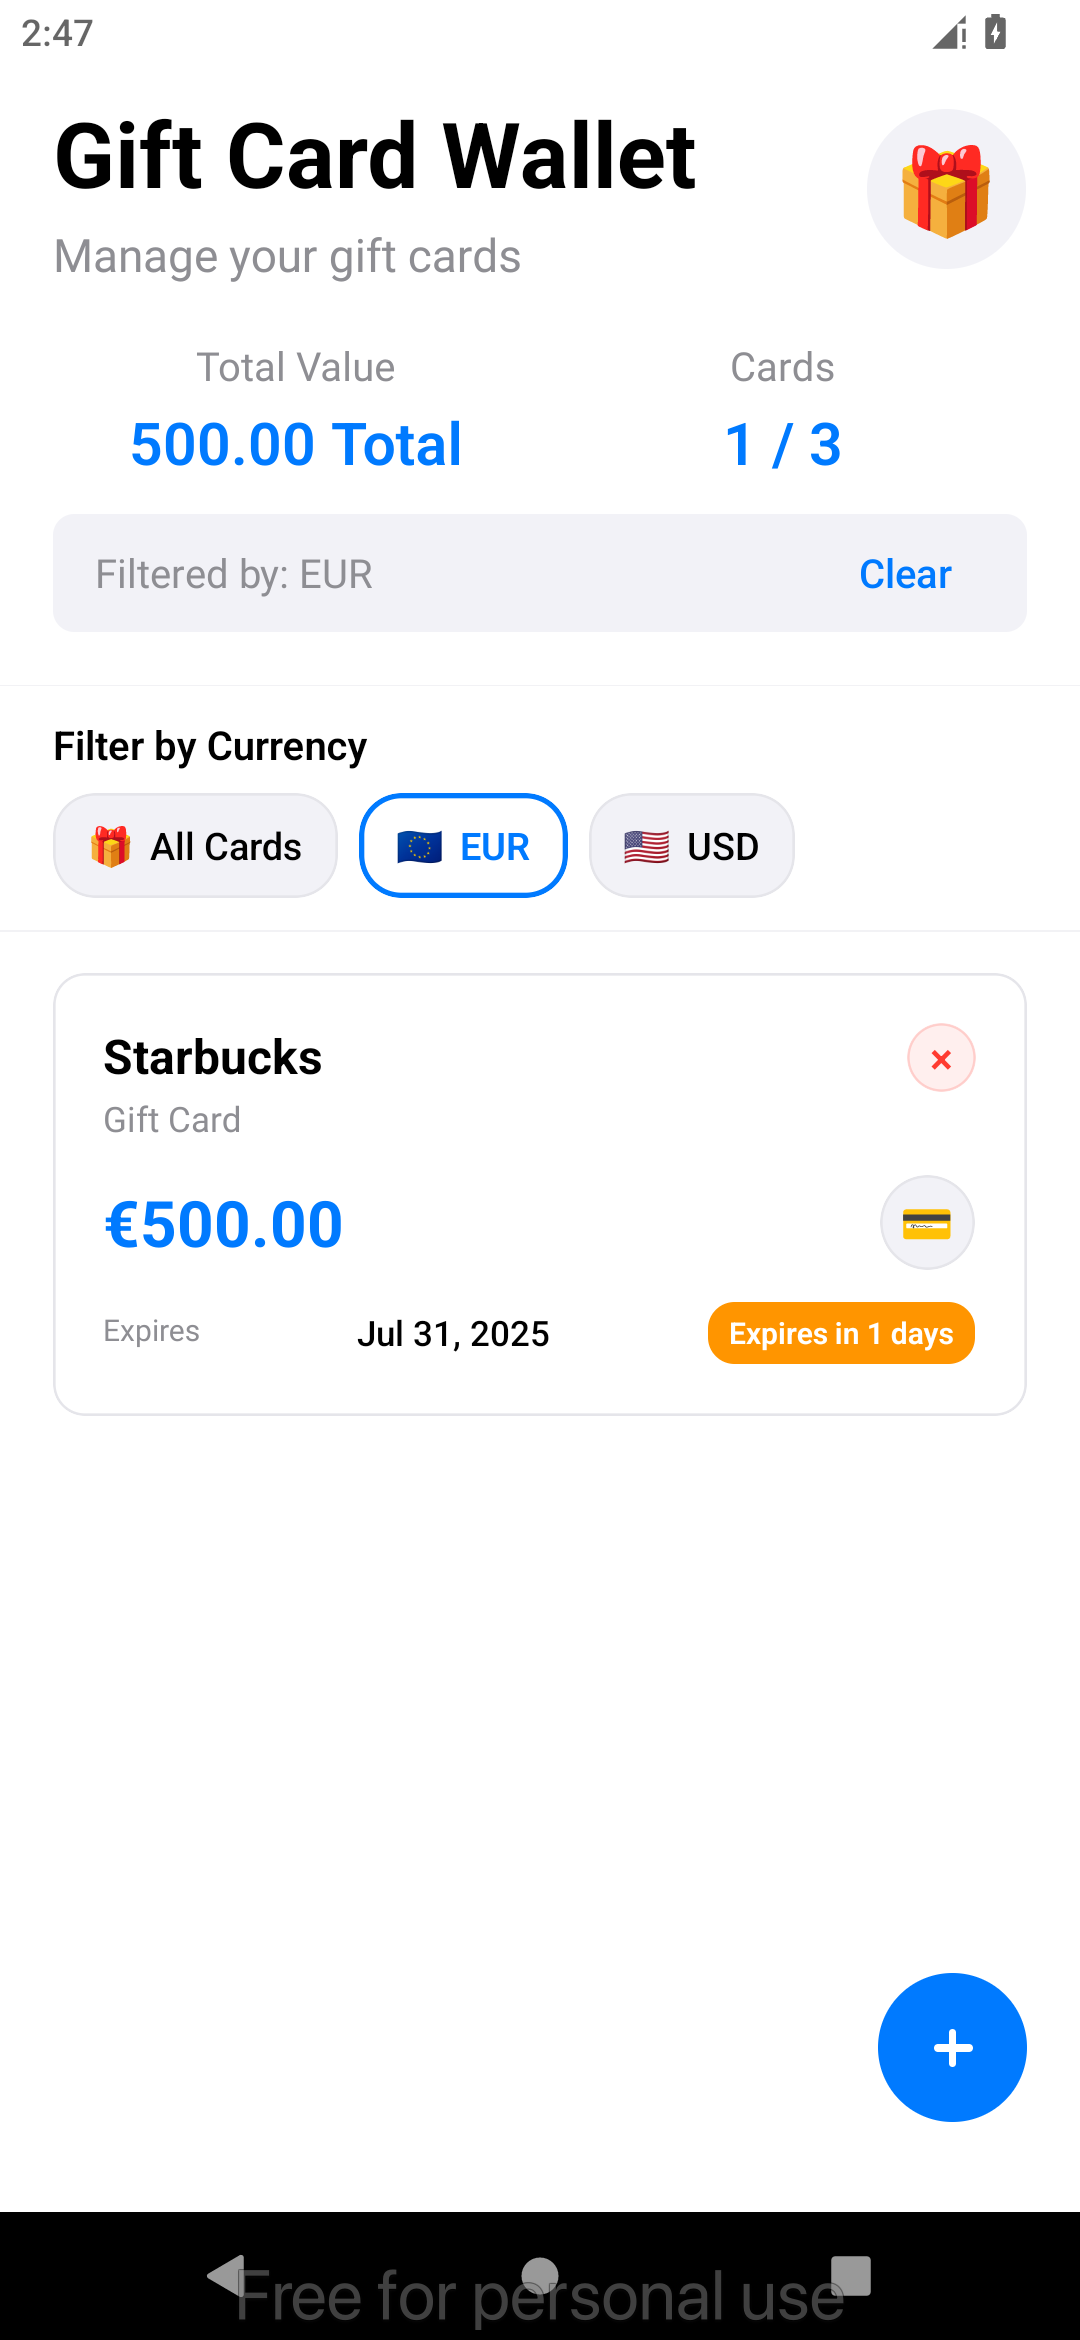 2:47
Gift Card Wallet
Manage your gift cards
Total Value
500.00 Total
Cards
1 / 3
Filtered by: EUR
Clear
Filter by Currency
All Cards
EUR
USD
Starbucks
×
Gift Card
€500.00
Expires
Jul 31, 2025
Expires in 1 days
+
Free for personal use